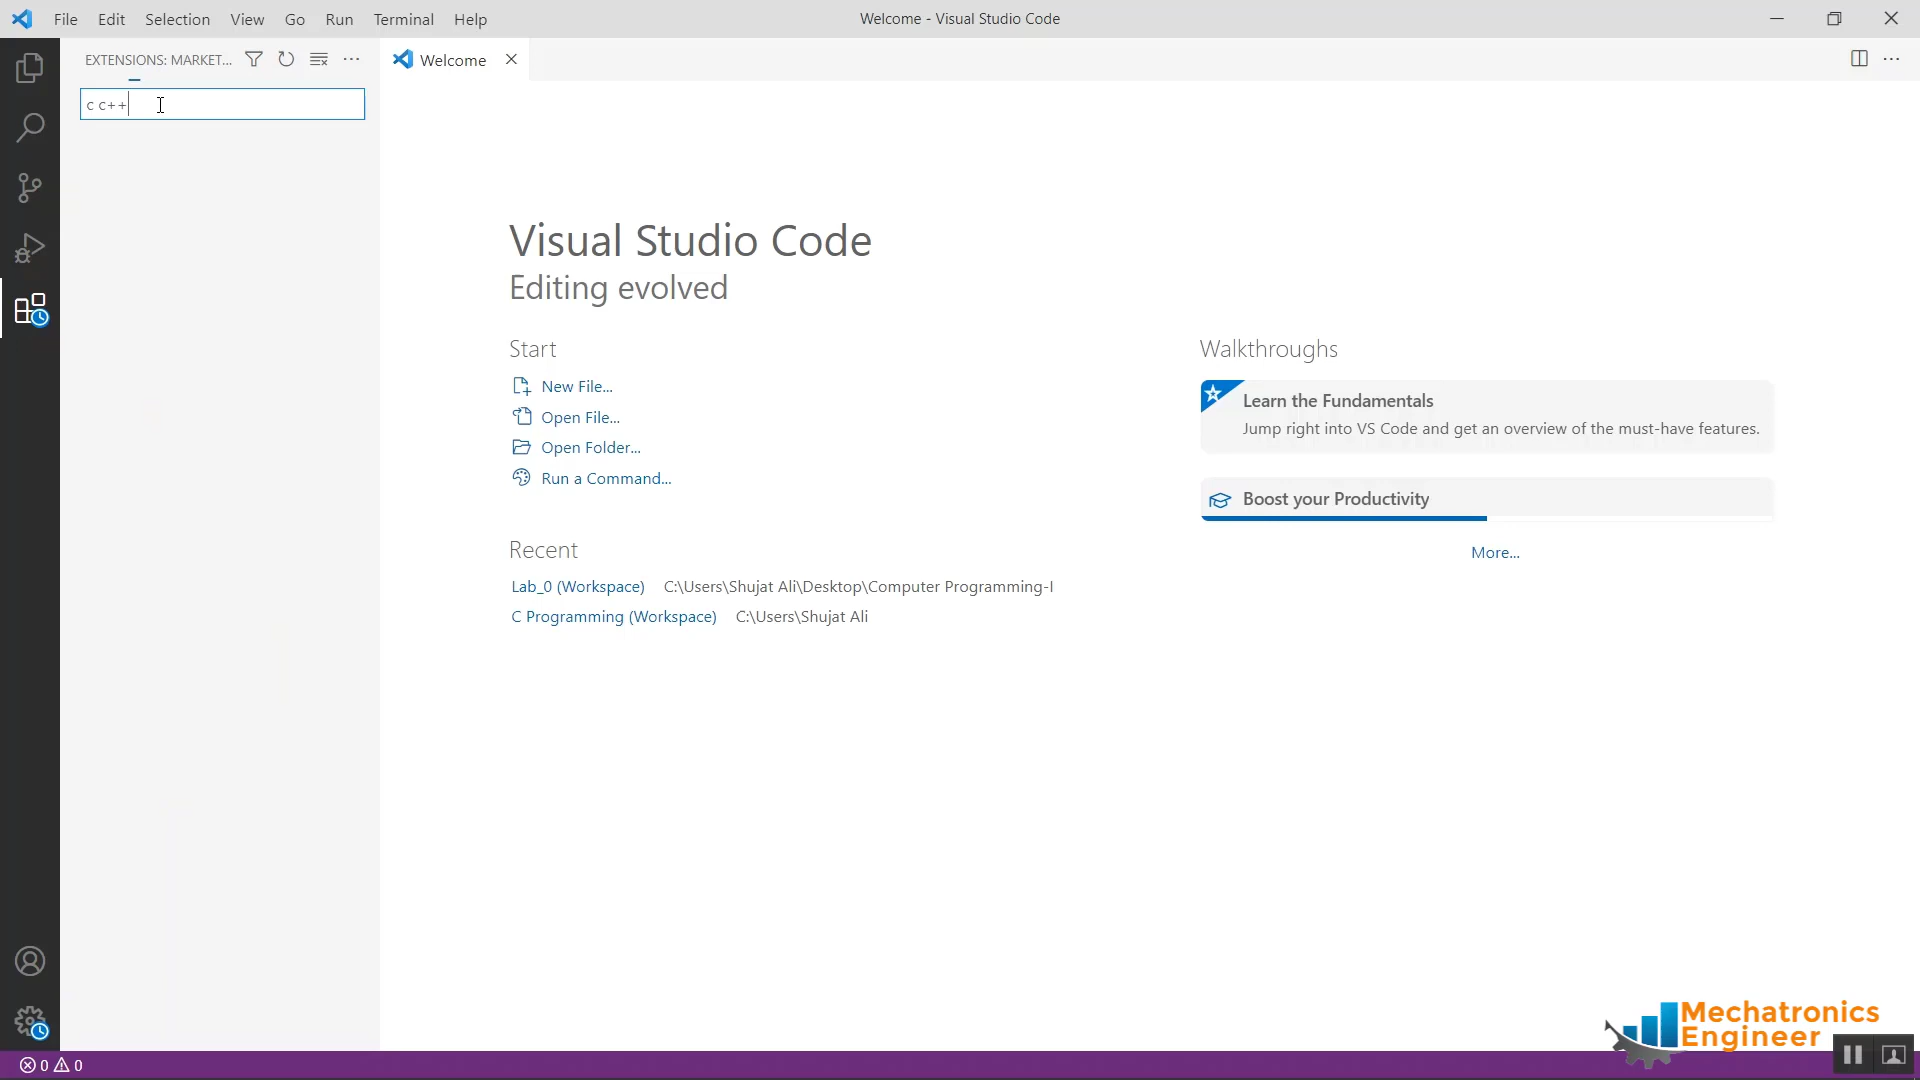 File Edit Selection View Go Run Terminal Help
Welcome - Visual Studio Code
EXTENSIONS: MARKET...
Welcome
c c++
Visual Studio Code
Editing evolved
Start
New File...
Open File...
Open Folder...
Run a Command...
Recent
Lab_0 (Workspace) C:\Users\Shujat Ali\Desktop\Computer Programming-I
C Programming (Workspace) C:\Users\Shujat Ali
Walkthroughs
Learn the Fundamentals
Jump right into VS Code and get an overview of the must-have features.
Boost your Productivity
More...
Mechatronics
Engineer
0 0